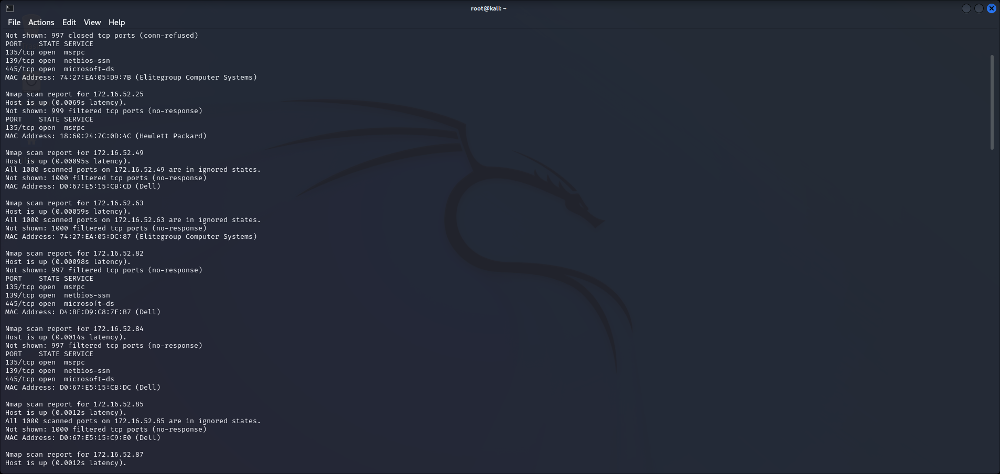 root@kali: ~
File Actions Edit View Help
Not shown: 997 closed tcp ports (conn-refused)
PORT    STATE SERVICE
135/tcp open  msrpc
139/tcp open  netbios-ssn
445/tcp open  microsoft-ds
MAC Address: 74:27:EA:05:D9:7B (Elitegroup Computer Systems)

Nmap scan report for 172.16.52.25
Host is up (0.0069s latency).
Not shown: 999 filtered tcp ports (no-response)
PORT    STATE SERVICE
135/tcp open  msrpc
MAC Address: 18:60:24:7C:0D:4C (Hewlett Packard)

Nmap scan report for 172.16.52.49
Host is up (0.00095s latency).
All 1000 scanned ports on 172.16.52.49 are in ignored states.
Not shown: 1000 filtered tcp ports (no-response)
MAC Address: D0:67:E5:15:CB:CD (Dell)

Nmap scan report for 172.16.52.63
Host is up (0.00059s latency).
All 1000 scanned ports on 172.16.52.63 are in ignored states.
Not shown: 1000 filtered tcp ports (no-response)
MAC Address: 74:27:EA:05:DC:87 (Elitegroup Computer Systems)

Nmap scan report for 172.16.52.82
Host is up (0.00098s latency).
Not shown: 997 filtered tcp ports (no-response)
PORT    STATE SERVICE
135/tcp open  msrpc
139/tcp open  netbios-ssn
445/tcp open  microsoft-ds
MAC Address: D4:BE:D9:C8:7F:B7 (Dell)

Nmap scan report for 172.16.52.84
Host is up (0.0014s latency).
Not shown: 997 filtered tcp ports (no-response)
PORT    STATE SERVICE
135/tcp open  msrpc
139/tcp open  netbios-ssn
445/tcp open  microsoft-ds
MAC Address: D0:67:E5:15:CB:DC (Dell)

Nmap scan report for 172.16.52.85
Host is up (0.0012s latency).
All 1000 scanned ports on 172.16.52.85 are in ignored states.
Not shown: 1000 filtered tcp ports (no-response)
MAC Address: D0:67:E5:15:C9:E0 (Dell)

Nmap scan report for 172.16.52.87
Host is up (0.0012s latency).